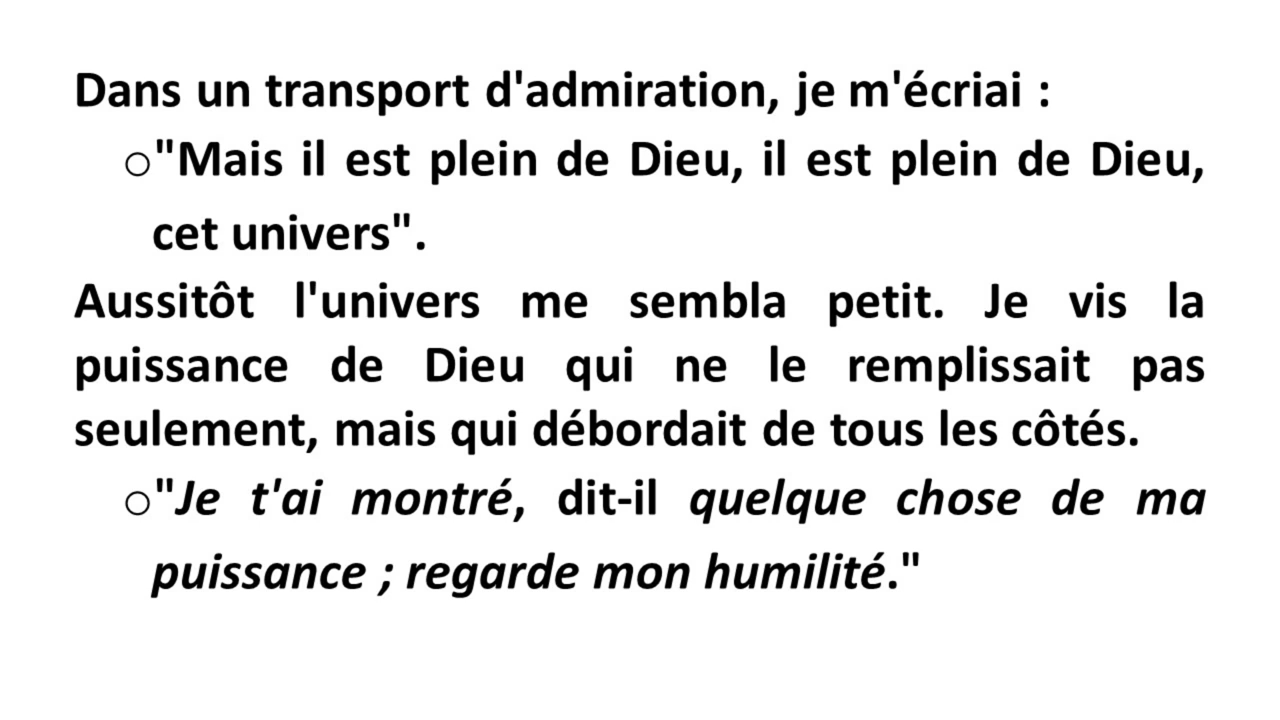 Dans un transport d'admiration, je m'écriai :
○"Mais il est plein de Dieu, il est plein de Dieu,
cet univers".
Aussitôt l'univers me sembla petit. Je vis la
puissance de Dieu qui ne le remplissait pas
seulement, mais qui débordait de tous les côtés.
○"Je t'ai montré, dit-il quelque chose de ma
puissance ; regarde mon humilité."